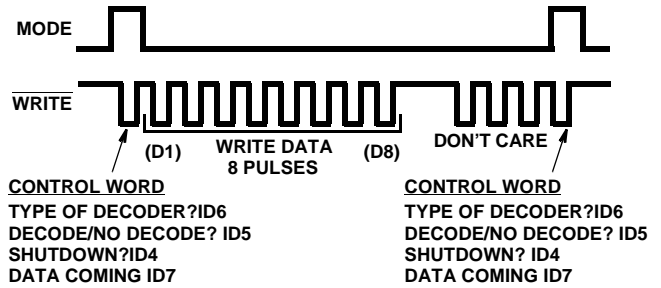 MODE
WRITE
(D1) WRITE DATA (D8) DON'T CARE
8 PULSES
CONTROL WORD CONTROL WORD
TYPE OF DECODER?ID6 TYPE OF DECODER?ID6
DECODE/NO DECODE? ID5 DECODE/NO DECODE? ID5
SHUTDOWN?ID4 SHUTDOWN? ID4
DATA COMING ID7 DATA COMING ID7